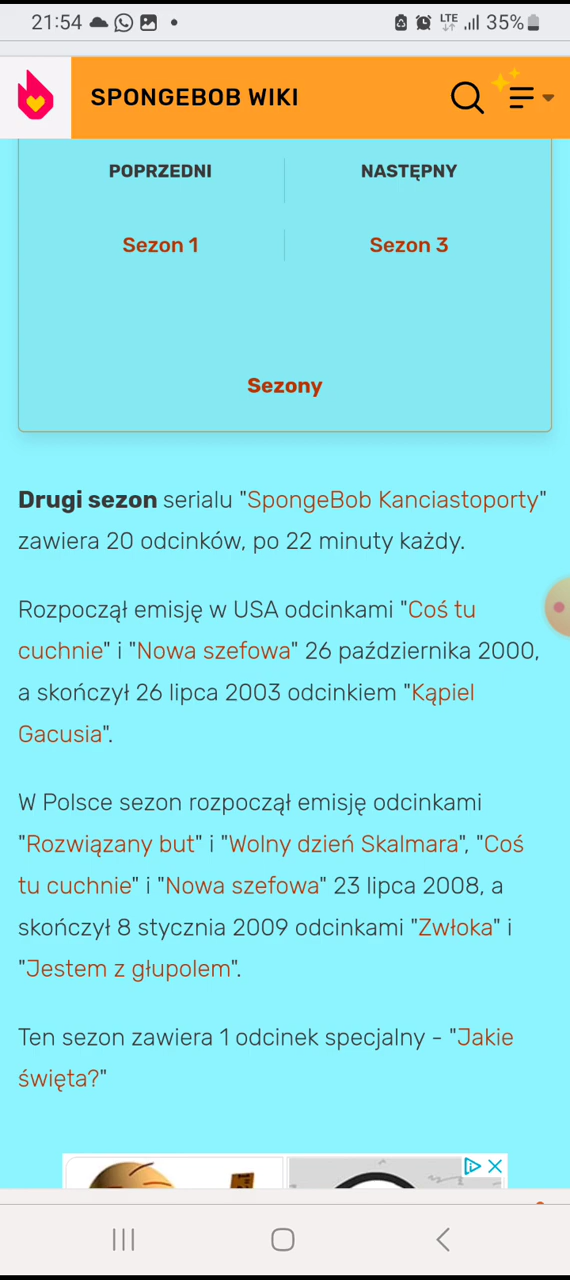 21:54
LTE
35%
SPONGEBOB WIKI
POPRZEDNI
NASTĘPNY
Sezon 1
Sezon 3
Sezony
Drugi sezon serialu "SpongeBob Kanciastoporty"
zawiera 20 odcinków, po 22 minuty każdy.
Rozpoczął emisję w USA odcinkami "Coś tu
cuchnie" i "Nowa szefowa" 26 października 2000,
a skończył 26 lipca 2003 odcinkiem "Kąpiel
Gacusia".
W Polsce sezon rozpoczął emisję odcinkami
"Rozwiązany but" i "Wolny dzień Skalmara", "Coś
tu cuchnie" i "Nowa szefowa" 23 lipca 2008, a
skończył 8 stycznia 2009 odcinkami "Zwłoka" i
"Jestem z głupolem".
Ten sezon zawiera 1 odcinek specjalny - "Jakie
święta?"